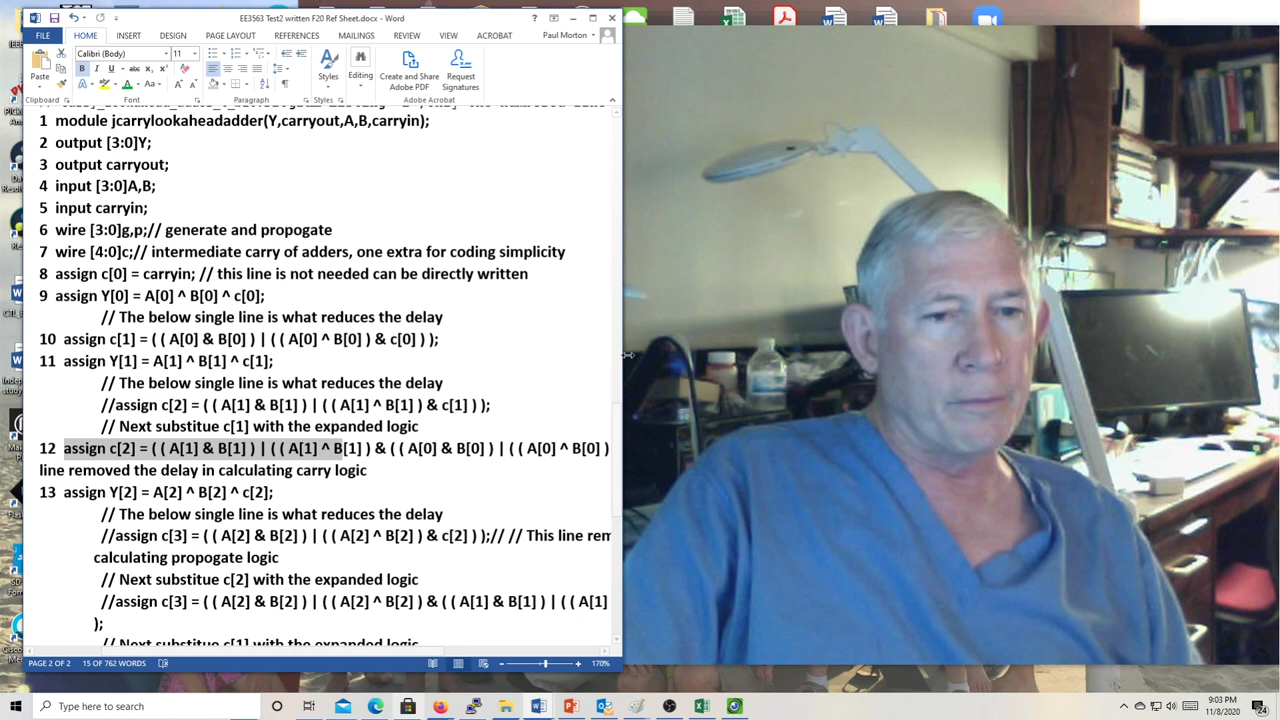 EE3563 Test2 written F20 Ref Sheet.docx - Word
FILE HOME INSERT DESIGN PAGE LAYOUT REFERENCES MAILINGS REVIEW VIEW ACROBAT Paul Morton
Calibri (Body) 11
Paste Styles Editing Create and Share Adobe PDF Request Signatures
Clipboard Font Paragraph Styles Adobe Acrobat
1 module jcarrylookaheadadder(Y,carryout,A,B,carryin);
2 output [3:0]Y;
3 output carryout;
4 input [3:0]A,B;
5 input carryin;
6 wire [3:0]g,p;// generate and propogate
7 wire [4:0]c;// intermediate carry of adders, one extra for coding simplicity
8 assign c[0] = carryin; // this line is not needed can be directly written
9 assign Y[0] = A[0] ^ B[0] ^ c[0];
// The below single line is what reduces the delay
10 assign c[1] = ( ( A[0] & B[0] ) | ( ( A[0] ^ B[0] ) & c[0] ) );
11 assign Y[1] = A[1] ^ B[1] ^ c[1];
// The below single line is what reduces the delay
//assign c[2] = ( ( A[1] & B[1] ) | ( ( A[1] ^ B[1] ) & c[1] ) );
// Next substitue c[1] with the expanded logic
12 assign c[2] = ( ( A[1] & B[1] ) | ( ( A[1] ^ B[1] ) & ( ( A[0] & B[0] ) | ( ( A[0] ^ B[0] )
line removed the delay in calculating carry logic
13 assign Y[2] = A[2] ^ B[2] ^ c[2];
// The below single line is what reduces the delay
//assign c[3] = ( ( A[2] & B[2] ) | ( ( A[2] ^ B[2] ) & c[2] ) );// // This line rem
calculating propogate logic
// Next substitue c[2] with the expanded logic
//assign c[3] = ( ( A[2] & B[2] ) | ( ( A[2] ^ B[2] ) & ( ( A[1] & B[1] ) | ( ( A[1]
);
// Next substitue c[1] with the expanded logic
PAGE 2 OF 2 15 OF 762 WORDS 170%
Type here to search
9:03 PM
11/8/2020
24